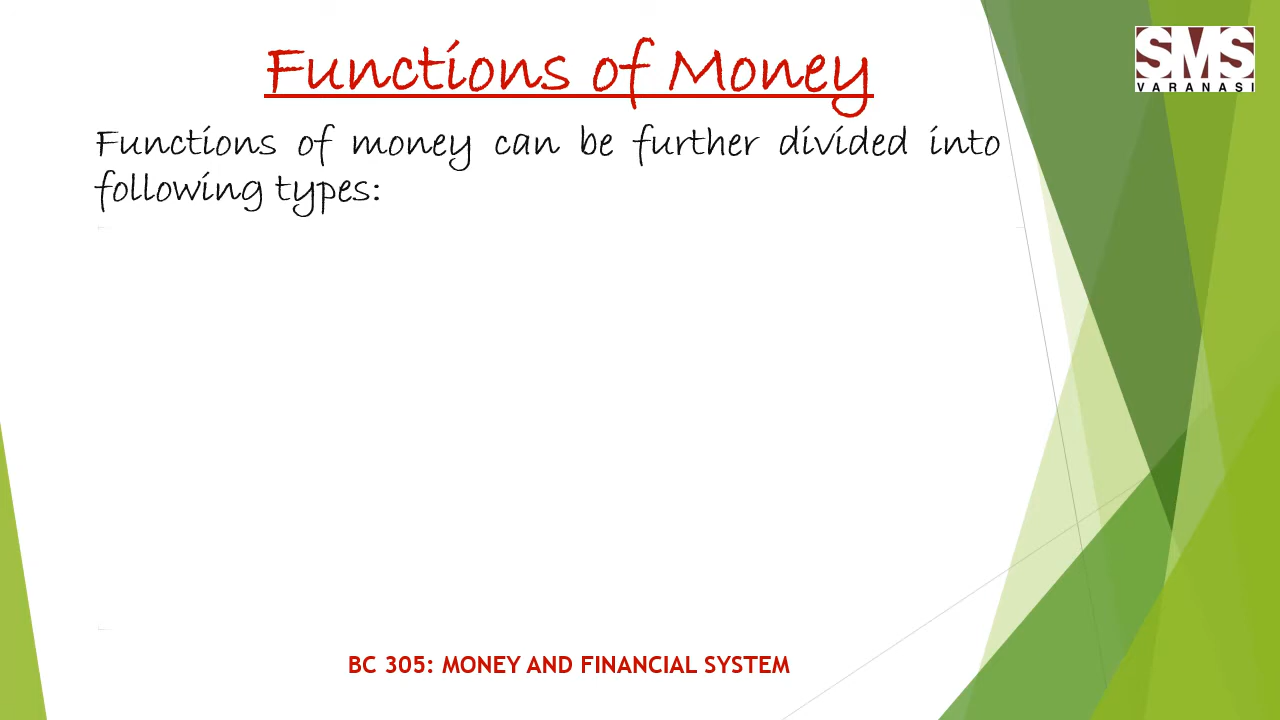 Functions of Money
SMS
VARANASI
Functions of money can be further divided into
following types:
BC 305: MONEY AND FINANCIAL SYSTEM